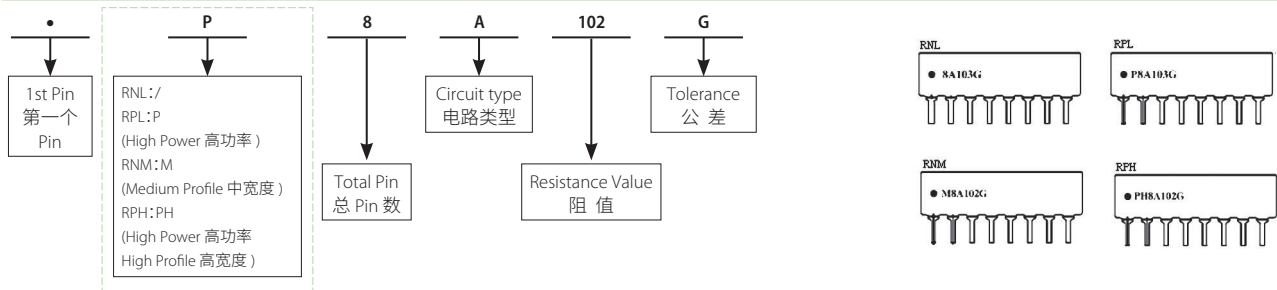 • P 8 A 102 G
1st Pin
第一个
Pin
RNL:/
RPL:P
(High Power 高功率)
RNM:M
(Medium Profile 中宽度)
RPH:PH
(High Power 高功率
High Profile 高宽度)
Total Pin
总 Pin 数
Circuit type
电路类型
Resistance Value
阻 值
Tolerance
公 差
RNL
● 8A103G
RPL
● P8A103G
RNM
● M8A102G
RPH
● PH8A102G